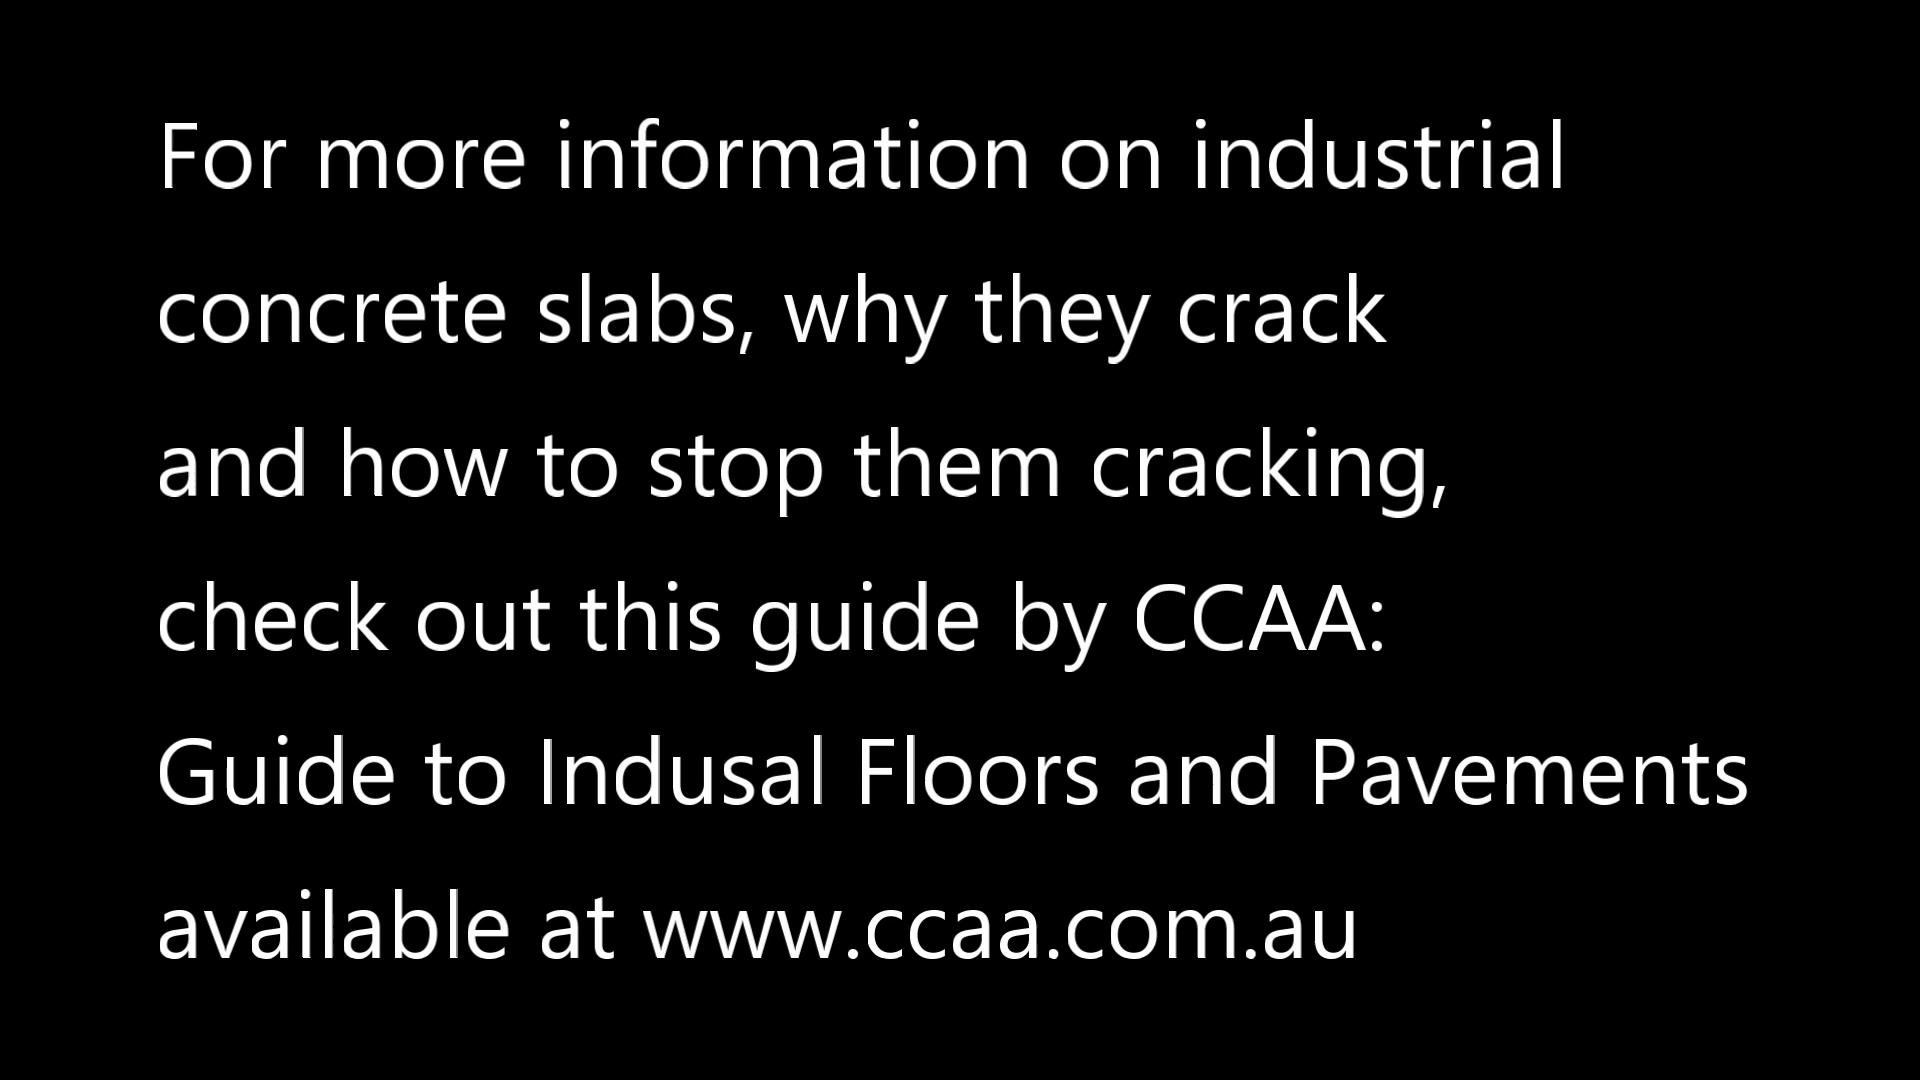 For more information on industrial
concrete slabs, why they crack
and how to stop them cracking,
check out this guide by CCAA:
Guide to Indusal Floors and Pavements
available at www.ccaa.com.au